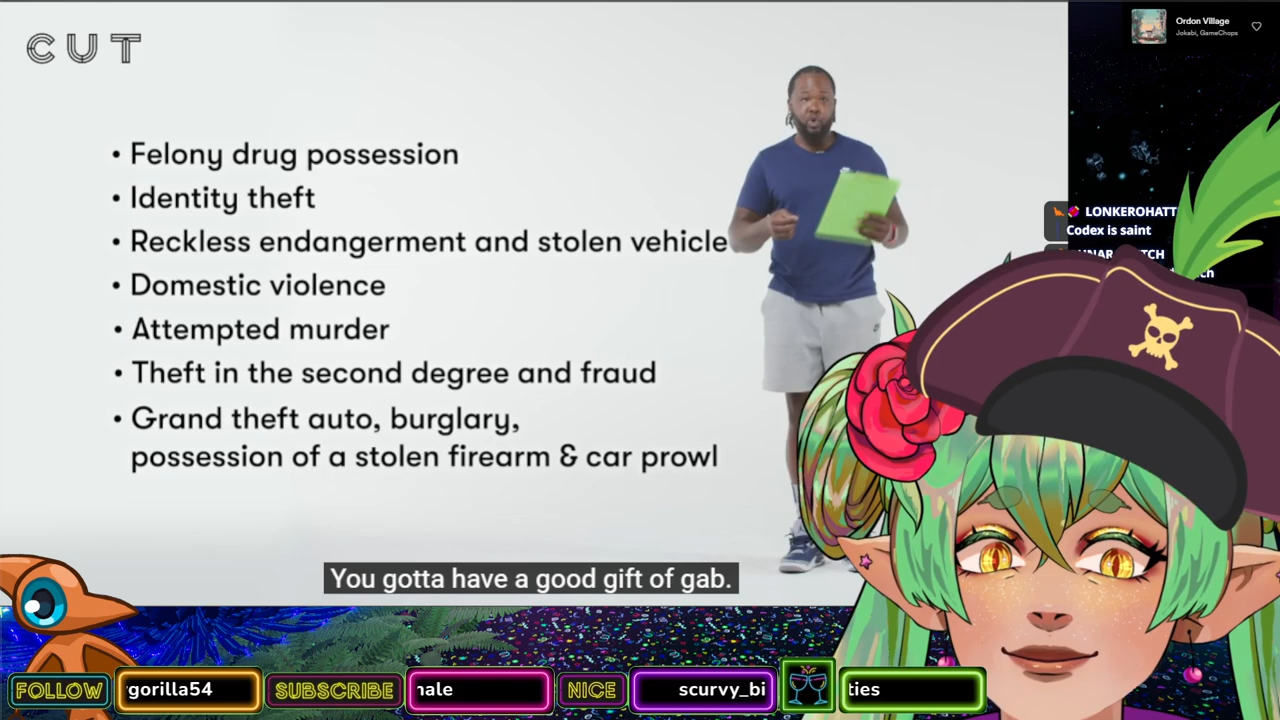 CUT
Ordon Village
Jokabi, GameChops
• Felony drug possession
• Identity theft
• Reckless endangerment and stolen vehicle
• Domestic violence
• Attempted murder
• Theft in the second degree and fraud
• Grand theft auto, burglary,
possession of a stolen firearm & car prowl
LONKEROHATT
Codex is saint
You gotta have a good gift of gab.
FOLLOW
gorilla54
SUBSCRIBE
nale
NICE
scurvy_bi
ties